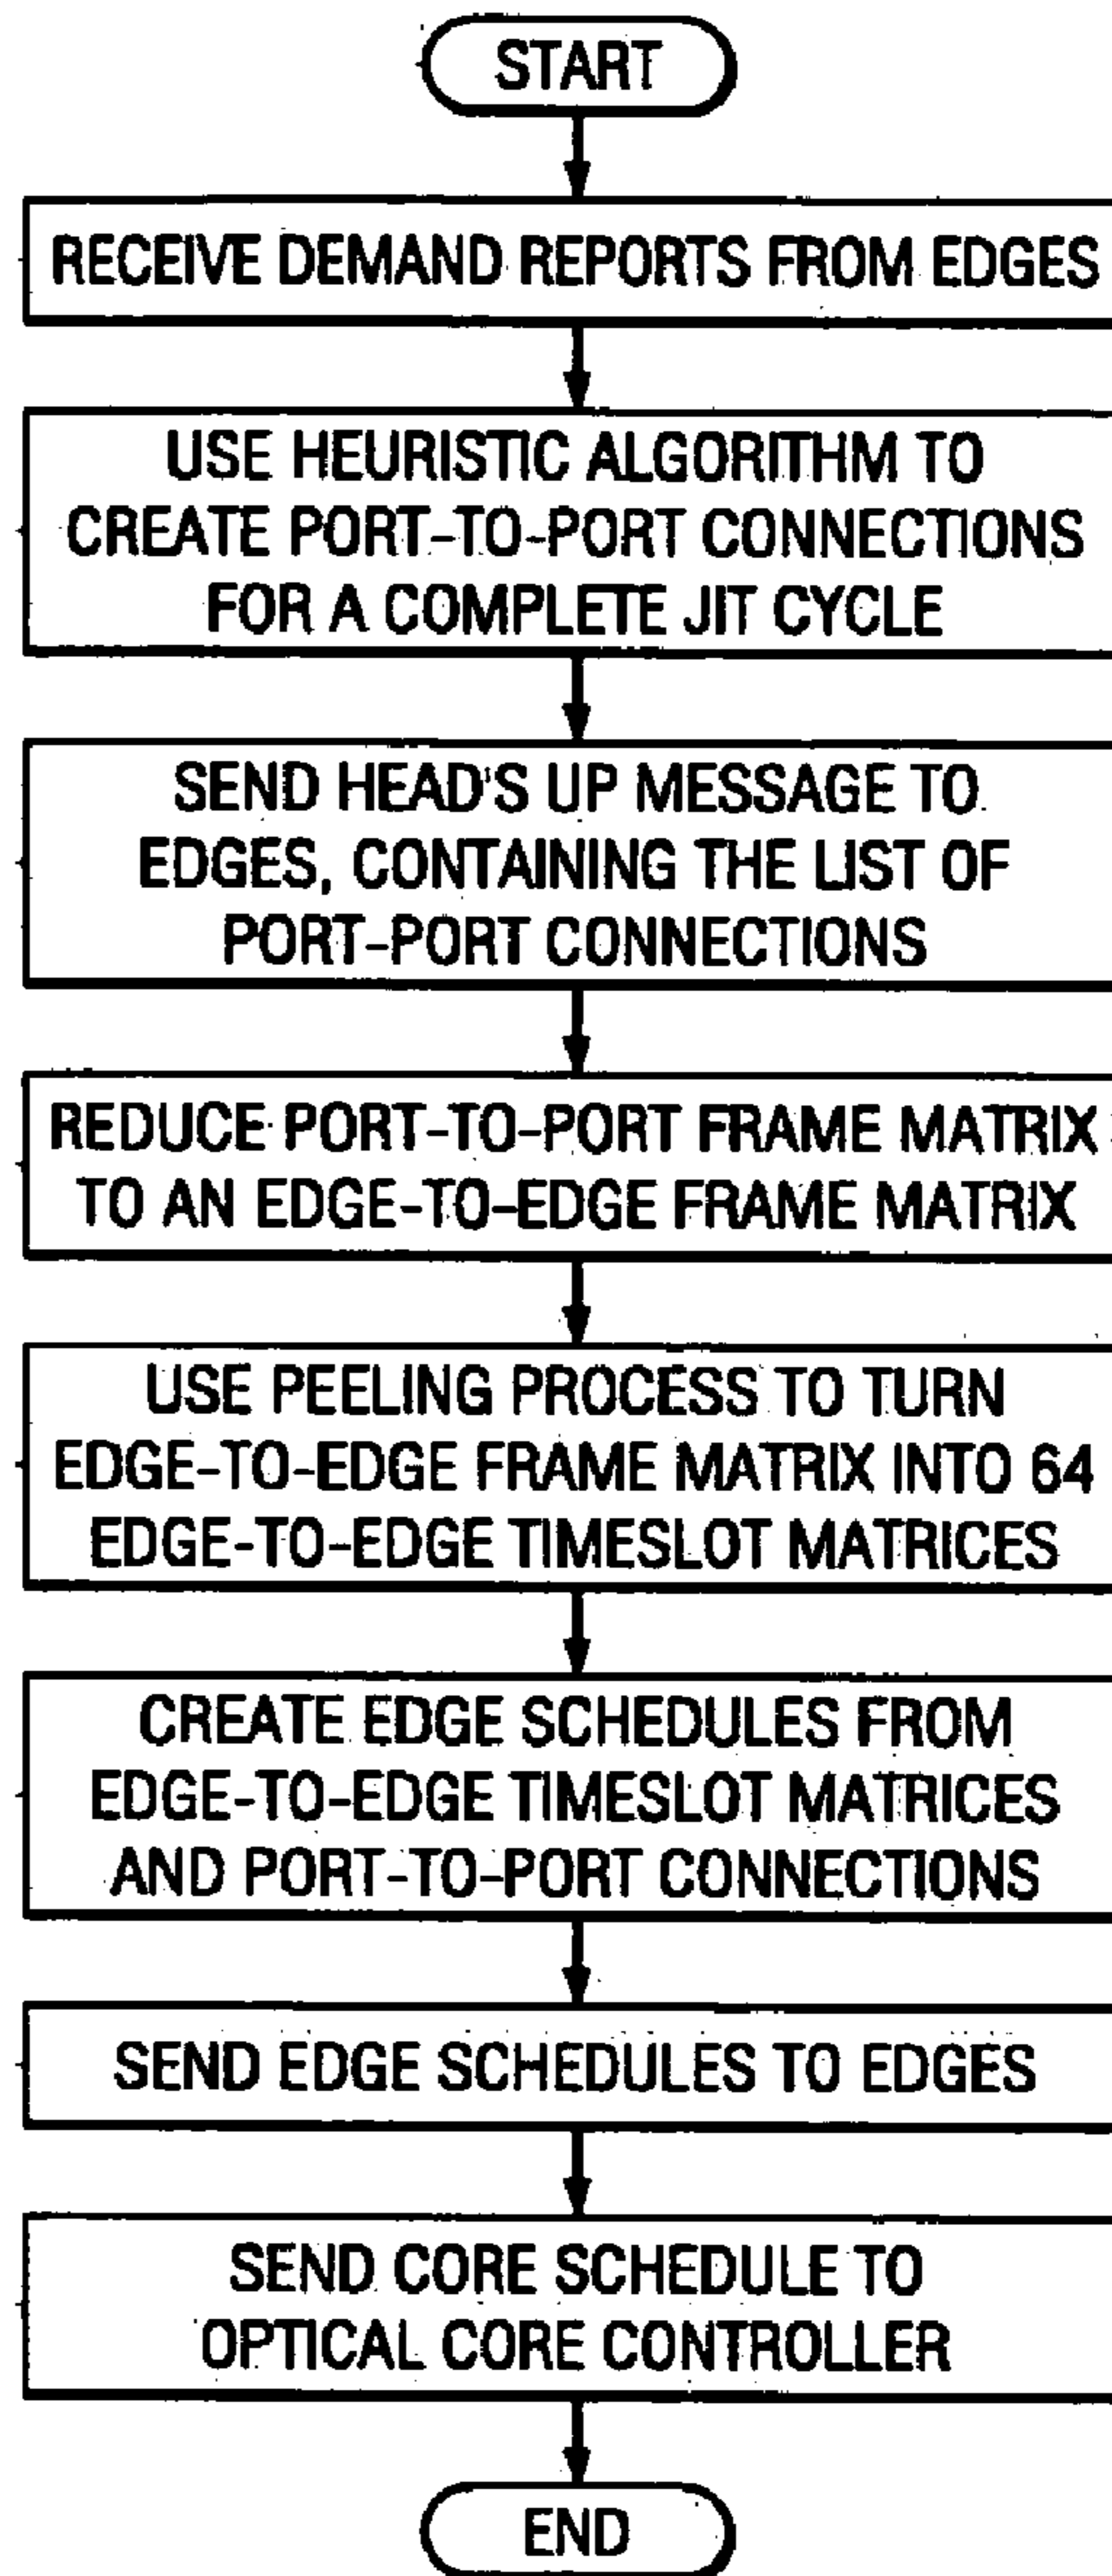 START
RECEIVE DEMAND REPORTS FROM EDGES
USE HEURISTIC ALGORITHM TO
CREATE PORT-TO-PORT CONNECTIONS
FOR A COMPLETE JIT CYCLE
SEND HEAD'S UP MESSAGE TO
EDGES, CONTAINING THE LIST OF
PORT-PORT CONNECTIONS
REDUCE PORT-TO-PORT FRAME MATRIX
TO AN EDGE-TO-EDGE FRAME MATRIX
USE PEELING PROCESS TO TURN
EDGE-TO-EDGE FRAME MATRIX INTO 64
EDGE-TO-EDGE TIMESLOT MATRICES
CREATE EDGE SCHEDULES FROM
EDGE-TO-EDGE TIMESLOT MATRICES
AND PORT-TO-PORT CONNECTIONS
SEND EDGE SCHEDULES TO EDGES
SEND CORE SCHEDULE TO
OPTICAL CORE CONTROLLER
END